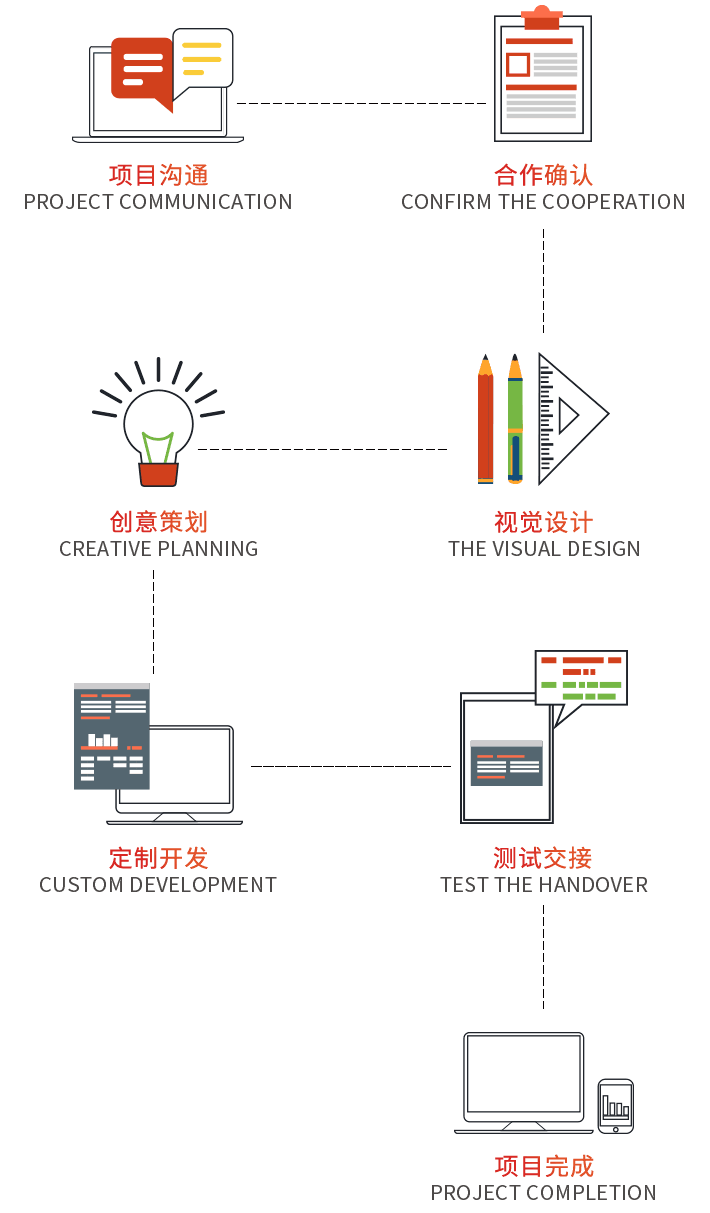 项目沟通
PROJECT COMMUNICATION
合作确认
CONFIRM THE COOPERATION
创意策划
CREATIVE PLANNING
视觉设计
THE VISUAL DESIGN
定制开发
CUSTOM DEVELOPMENT
测试交接
TEST THE HANDOVER
项目完成
PROJECT COMPLETION